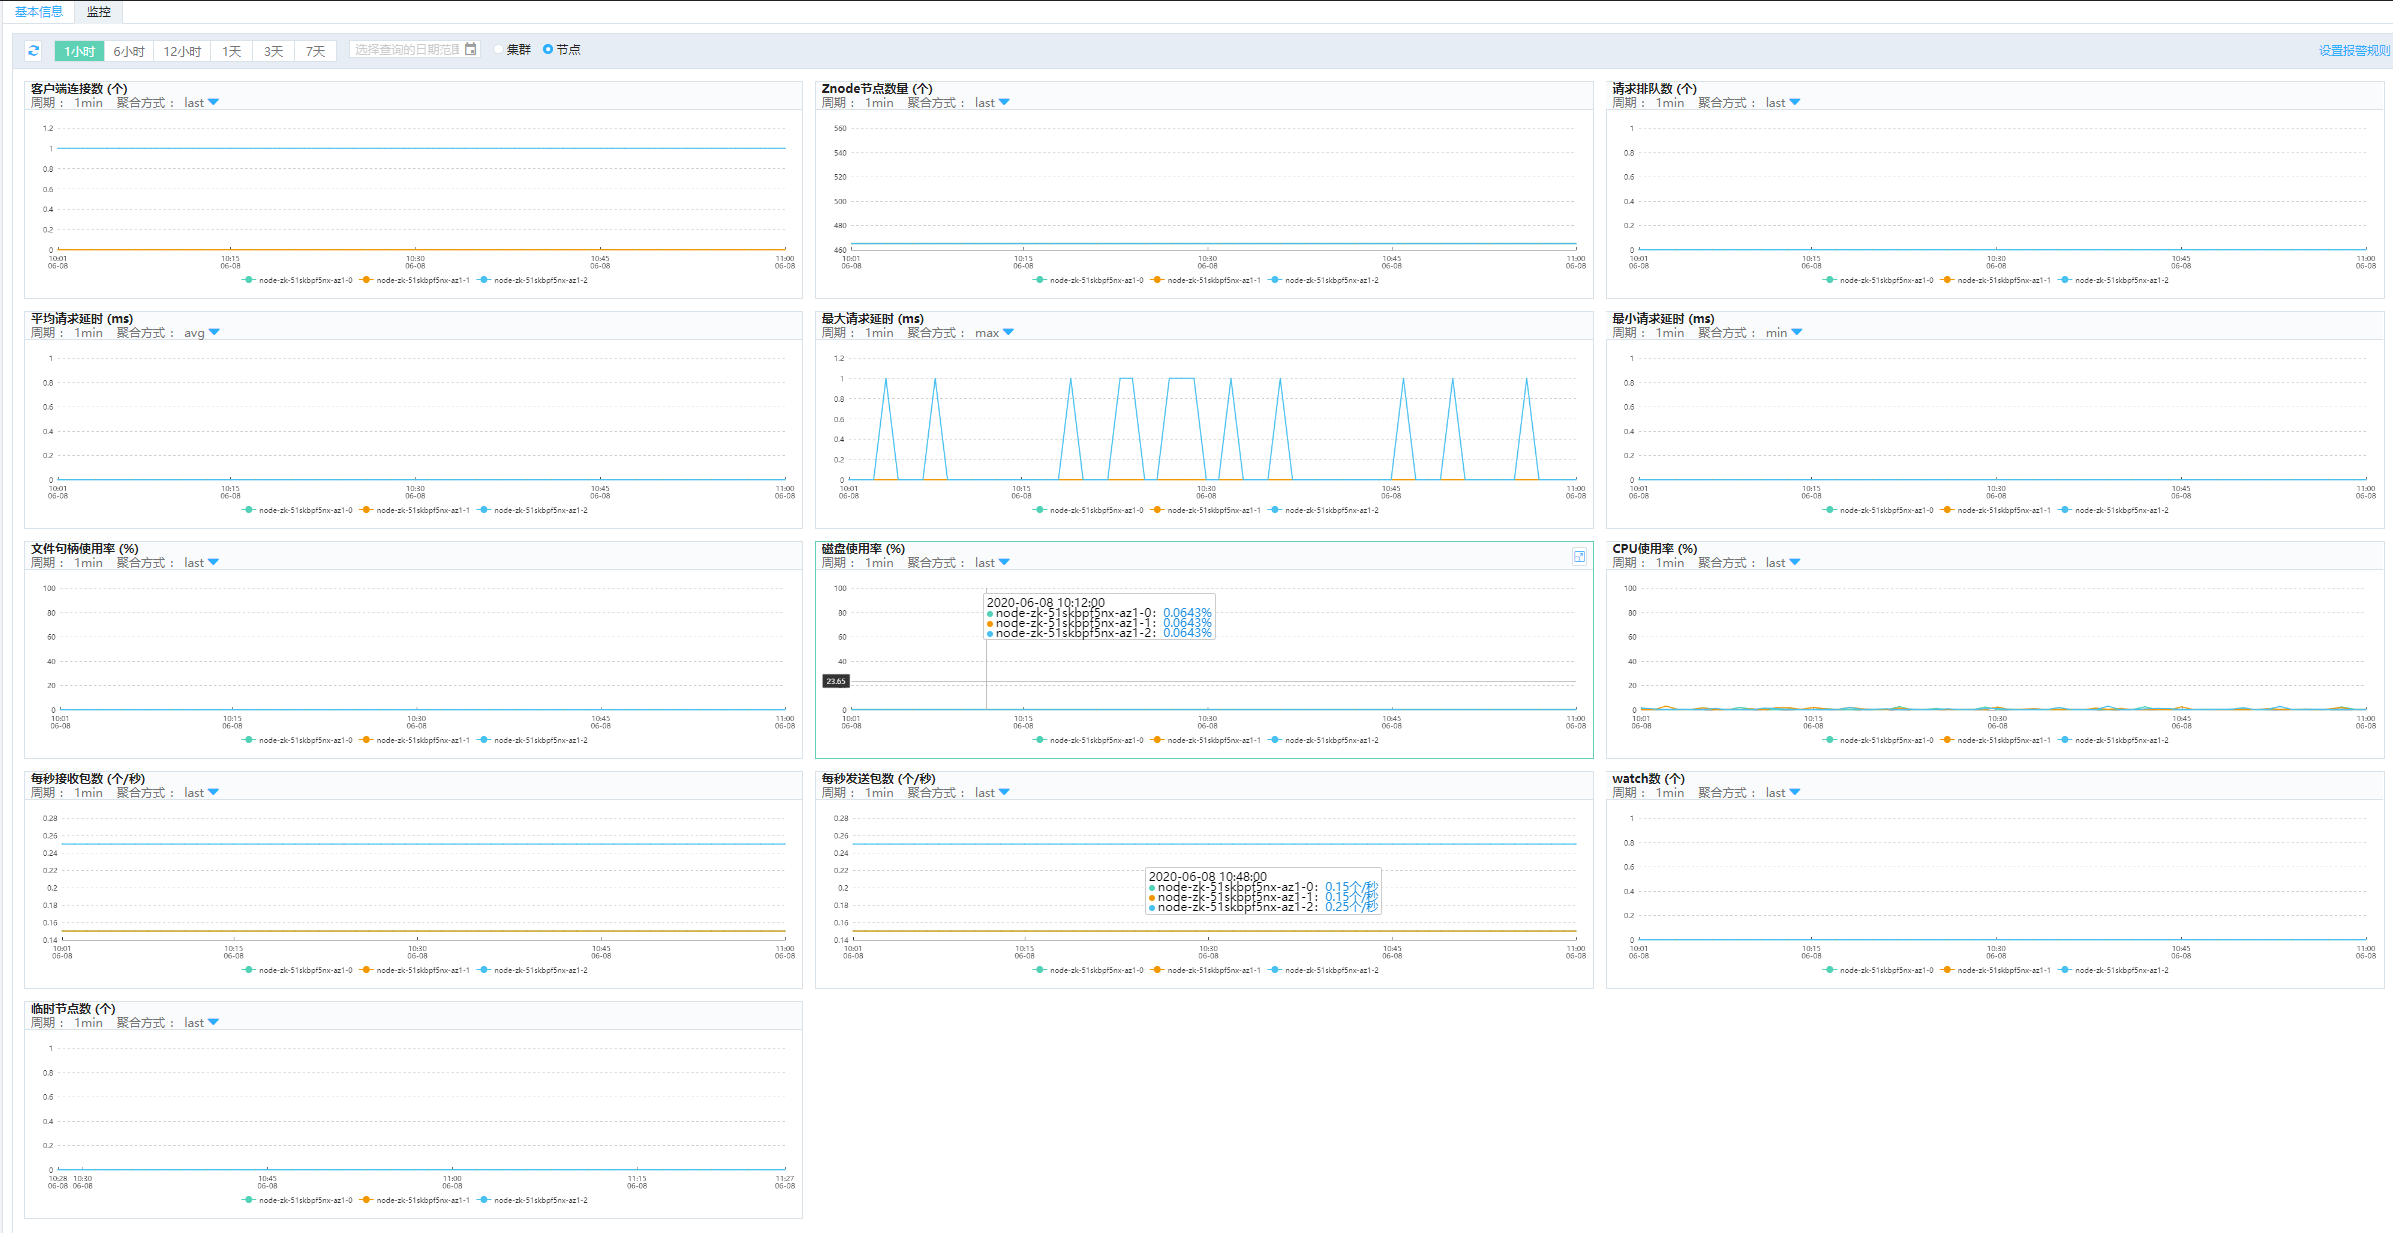 基本信息 监控
1小时 6小时 12小时 1天 3天 7天 选择查询的日期范围 集群 节点 设置报警规则
客户端连接数 (个)
周期： 1min 聚合方式： last
1.2
1
0.8
0.6
0.4
0.2
0
10:01 10:15 10:30 10:45 11:00
06-08 06-08 06-08 06-08 06-08
node-zk-51skbpf5nx-az1-0 node-zk-51skbpf5nx-az1-1 node-zk-51skbpf5nx-az1-2
Znode节点数量 (个)
周期： 1min 聚合方式： last
560
540
520
500
480
460
10:01 10:15 10:30 10:45 11:00
06-08 06-08 06-08 06-08 06-08
node-zk-51skbpf5nx-az1-0 node-zk-51skbpf5nx-az1-1 node-zk-51skbpf5nx-az1-2
请求排队数 (个)
周期： 1min 聚合方式： last
1
0.8
0.6
0.4
0.2
0
10:01 10:15 10:30 10:45 11:00
06-08 06-08 06-08 06-08 06-08
node-zk-51skbpf5nx-az1-0 node-zk-51skbpf5nx-az1-1 node-zk-51skbpf5nx-az1-2
平均请求延时 (ms)
周期： 1min 聚合方式： avg
1
0.8
0.6
0.4
0.2
0
10:01 10:15 10:30 10:45 11:00
06-08 06-08 06-08 06-08 06-08
node-zk-51skbpf5nx-az1-0 node-zk-51skbpf5nx-az1-1 node-zk-51skbpf5nx-az1-2
最大请求延时 (ms)
周期： 1min 聚合方式： max
1.2
1
0.8
0.6
0.4
0.2
0
10:01 10:15 10:30 10:45 11:00
06-08 06-08 06-08 06-08 06-08
node-zk-51skbpf5nx-az1-0 node-zk-51skbpf5nx-az1-1 node-zk-51skbpf5nx-az1-2
最小请求延时 (ms)
周期： 1min 聚合方式： min
1
0.8
0.6
0.4
0.2
0
10:01 10:15 10:30 10:45 11:00
06-08 06-08 06-08 06-08 06-08
node-zk-51skbpf5nx-az1-0 node-zk-51skbpf5nx-az1-1 node-zk-51skbpf5nx-az1-2
文件句柄使用率 (%)
周期： 1min 聚合方式： last
100
80
60
40
20
0
10:01 10:15 10:30 10:45 11:00
06-08 06-08 06-08 06-08 06-08
node-zk-51skbpf5nx-az1-0 node-zk-51skbpf5nx-az1-1 node-zk-51skbpf5nx-az1-2
磁盘使用率 (%)
周期： 1min 聚合方式： last
100
80
60
40
23.65
0
2020-06-08 10:12:00
node-zk-51skbpf5nx-az1-0: 0.0643%
node-zk-51skbpf5nx-az1-1: 0.0643%
node-zk-51skbpf5nx-az1-2: 0.0643%
10:01 10:15 10:30 10:45 11:00
06-08 06-08 06-08 06-08 06-08
node-zk-51skbpf5nx-az1-0 node-zk-51skbpf5nx-az1-1 node-zk-51skbpf5nx-az1-2
CPU使用率 (%)
周期： 1min 聚合方式： last
100
80
60
40
20
0
10:01 10:15 10:30 10:45 11:00
06-08 06-08 06-08 06-08 06-08
node-zk-51skbpf5nx-az1-0 node-zk-51skbpf5nx-az1-1 node-zk-51skbpf5nx-az1-2
每秒接收包数 (个/秒)
周期： 1min 聚合方式： last
0.28
0.26
0.24
0.22
0.2
0.18
0.16
0.14
10:01 10:15 10:30 10:45 11:00
06-08 06-08 06-08 06-08 06-08
node-zk-51skbpf5nx-az1-0 node-zk-51skbpf5nx-az1-1 node-zk-51skbpf5nx-az1-2
每秒发送包数 (个/秒)
周期： 1min 聚合方式： last
0.28
0.26
0.24
0.22
0.2
0.18
0.16
0.14
2020-06-08 10:48:00
node-zk-51skbpf5nx-az1-0: 0.15个/秒
node-zk-51skbpf5nx-az1-1: 0.15个/秒
node-zk-51skbpf5nx-az1-2: 0.25个/秒
10:01 10:15 10:30 10:45 11:00
06-08 06-08 06-08 06-08 06-08
node-zk-51skbpf5nx-az1-0 node-zk-51skbpf5nx-az1-1 node-zk-51skbpf5nx-az1-2
watch数 (个)
周期： 1min 聚合方式： last
1
0.8
0.6
0.4
0.2
0
10:01 10:15 10:30 10:45 11:00
06-08 06-08 06-08 06-08 06-08
node-zk-51skbpf5nx-az1-0 node-zk-51skbpf5nx-az1-1 node-zk-51skbpf5nx-az1-2
临时节点数 (个)
周期： 1min 聚合方式： last
1
0.8
0.6
0.4
0.2
0
10:28 10:30 10:45 11:00 11:15 11:27
06-08 06-08 06-08 06-08 06-08 06-08
node-zk-51skbpf5nx-az1-0 node-zk-51skbpf5nx-az1-1 node-zk-51skbpf5nx-az1-2